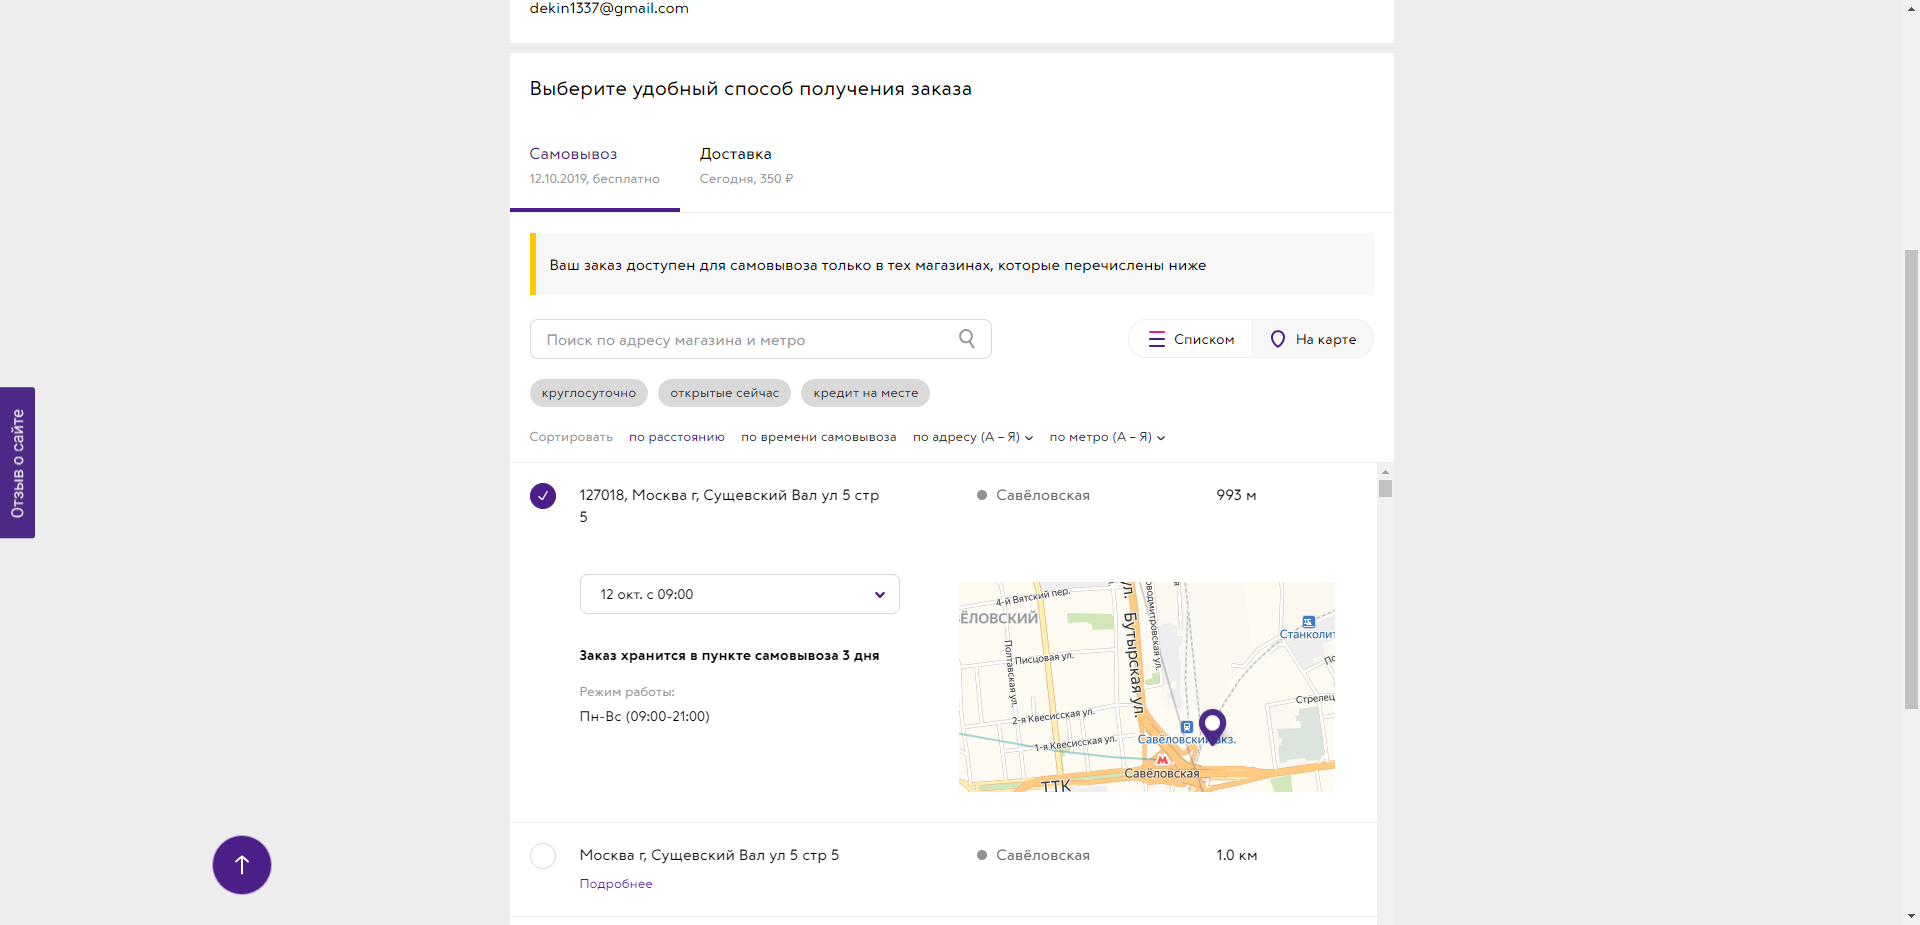 dekin1337@gmail.com
Выберите удобный способ получения заказа
Самовывоз
12.10.2019, бесплатно
Доставка
Сегодня, 350 ₽
Ваш заказ доступен для самовывоза только в тех магазинах, которые перечислены ниже
Поиск по адресу магазина и метро
Списком
На карте
круглосуточно
открытые сейчас
кредит на месте
Сортировать по расстоянию по времени самовывоза по адресу (А – Я) по метро (А – Я)
Отзыв о сайте
127018, Москва г, Сущевский Вал ул 5 стр
5
Савёловская
993 м
12 окт. с 09:00
Заказ хранится в пункте самовывоза 3 дня
Режим работы:
Пн-Вс (09:00-21:00)
4-й Вятский пер.
ЁЛОВСКИЙ
Полтавская ул.
Писцовая ул.
ул.
Бутырская ул.
Станколит
Стрелец
2-я Квесисская ул.
1-я Квесисская ул.
Савёловский вкз.
М
Савёловская
ТТК
Москва г, Сущевский Вал ул 5 стр 5
Савёловская
1.0 км
Подробнее